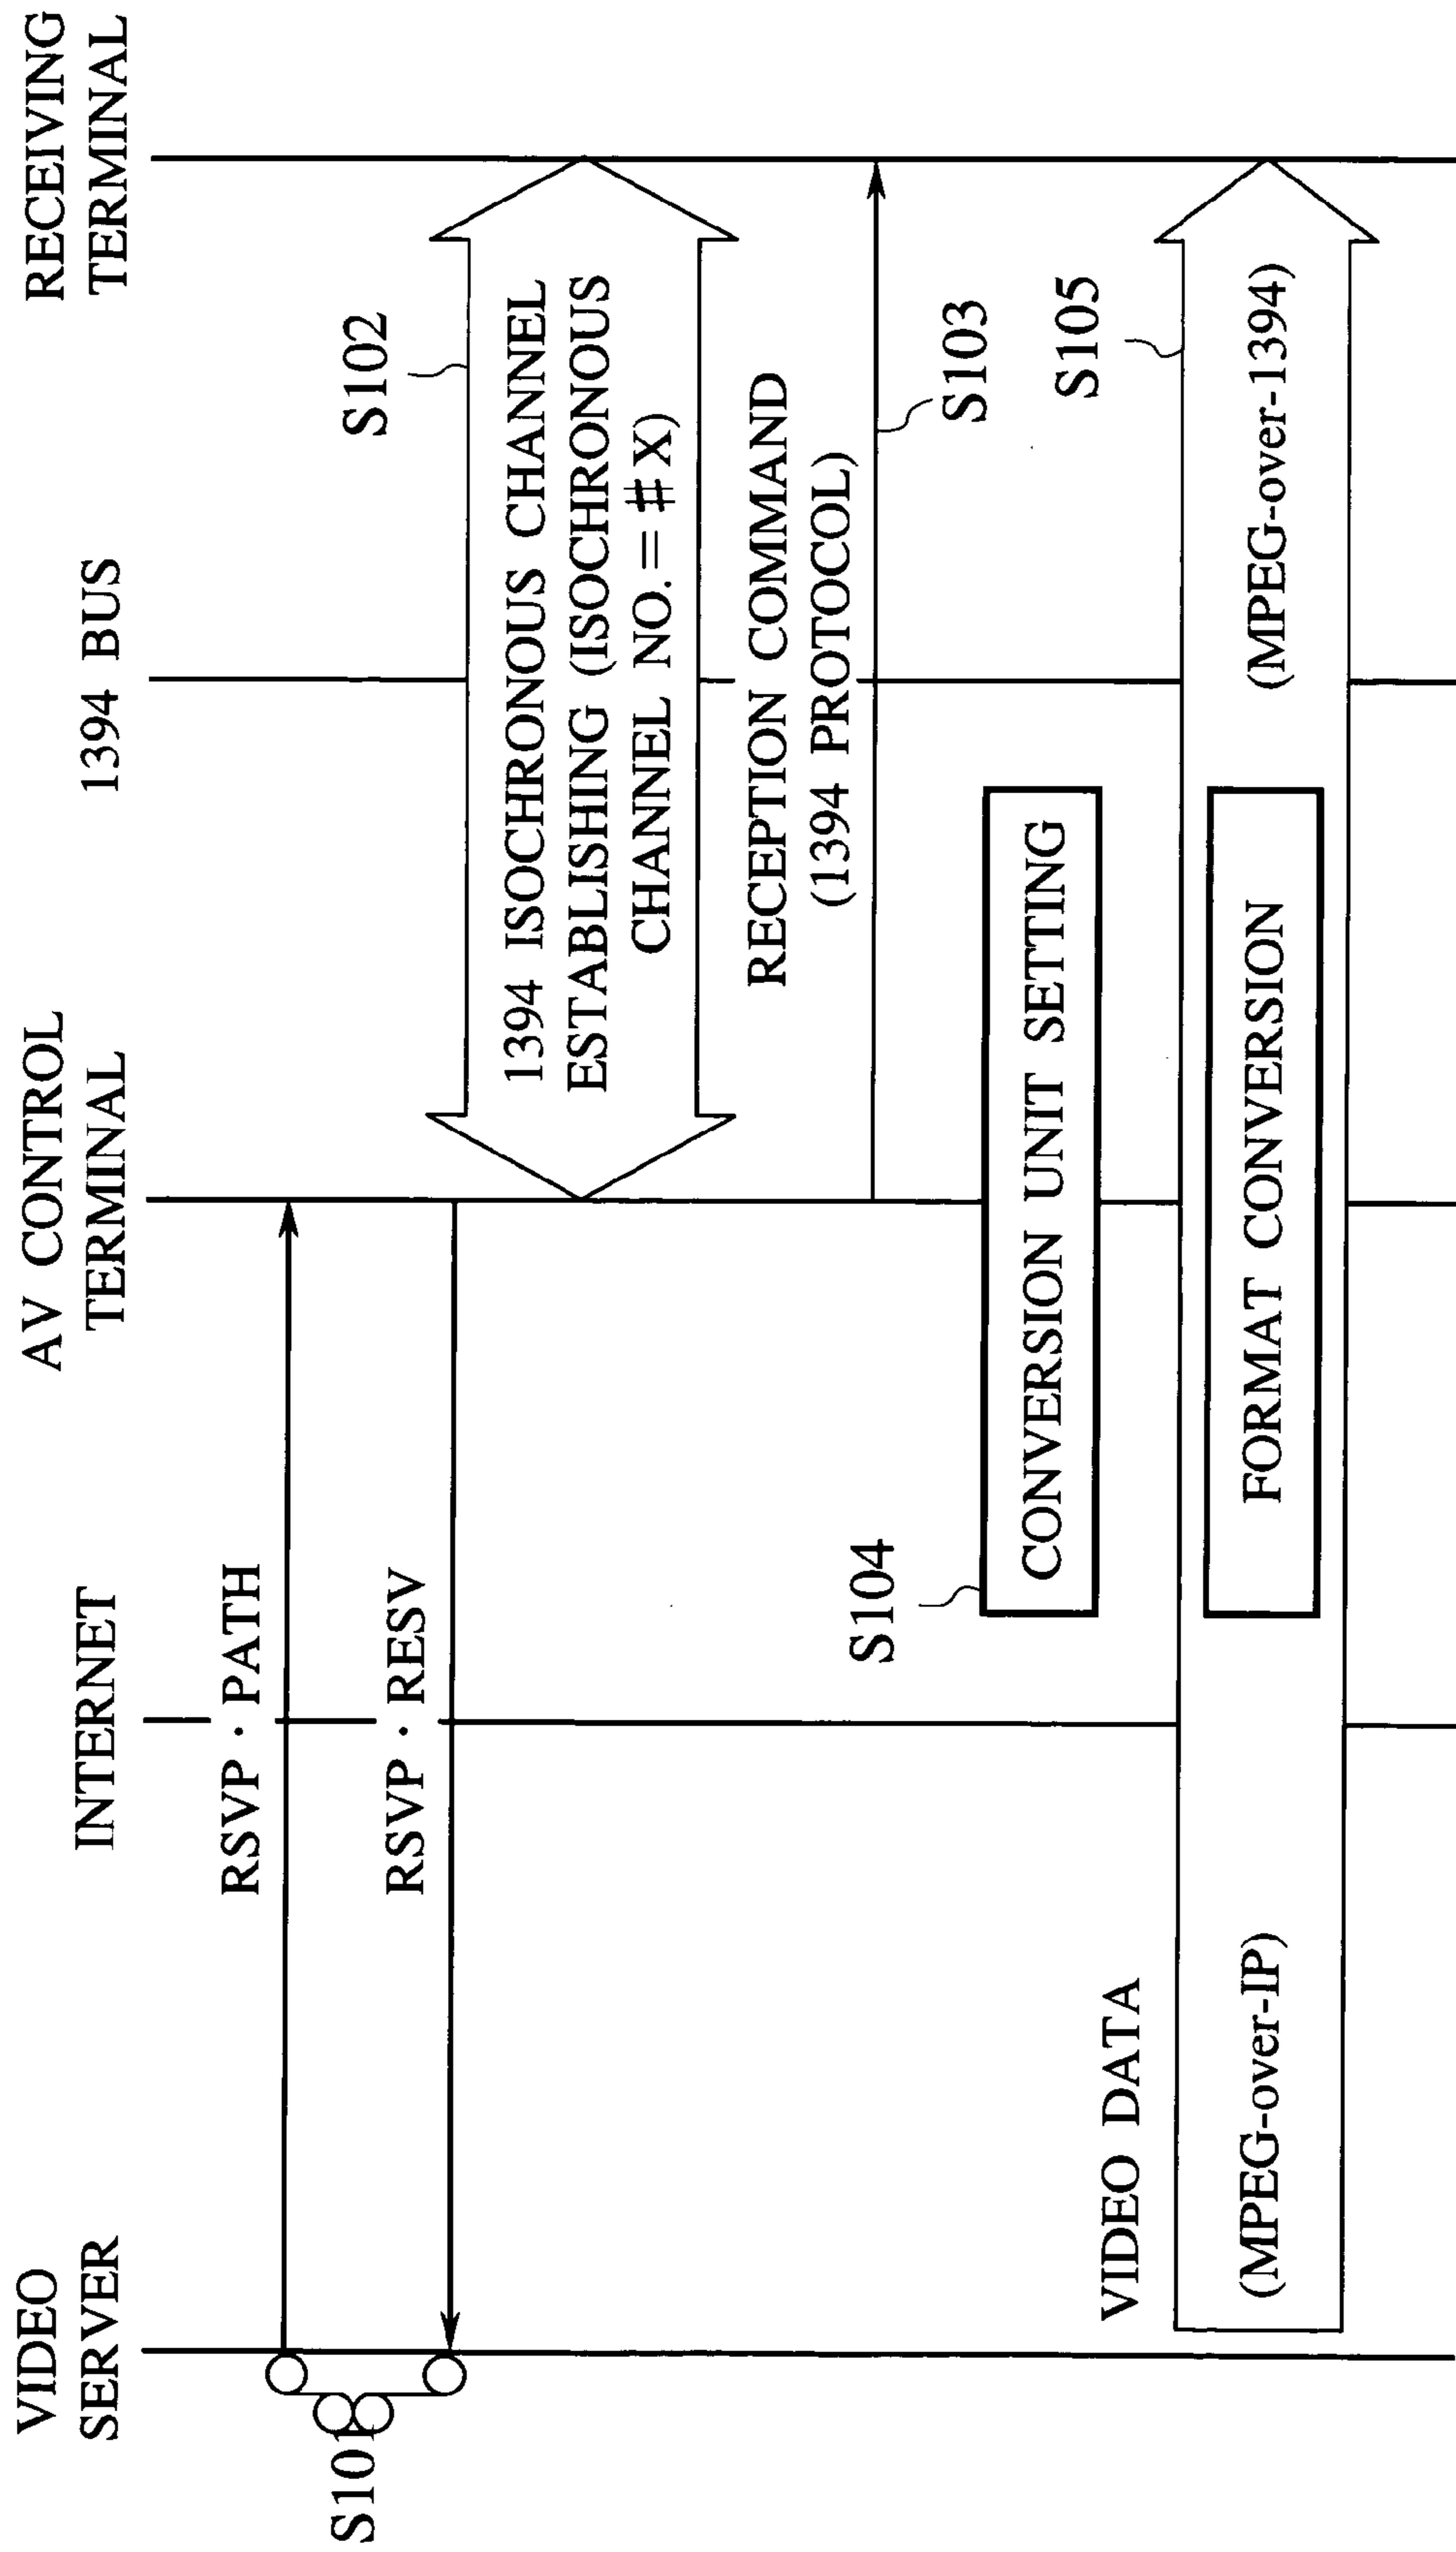 VIDEO
SERVER
INTERNET
AV CONTROL
TERMINAL
1394 BUS
RECEIVING
TERMINAL
S101
RSVP · PATH
RSVP · RESV
S102
1394 ISOCHRONOUS CHANNEL
ESTABLISHING (ISOCHRONOUS
CHANNEL NO. = # X)
RECEPTION COMMAND
(1394 PROTOCOL)
S103
S104
CONVERSION UNIT SETTING
S105
VIDEO DATA
(MPEG-over-IP)
FORMAT CONVERSION
(MPEG-over-1394)